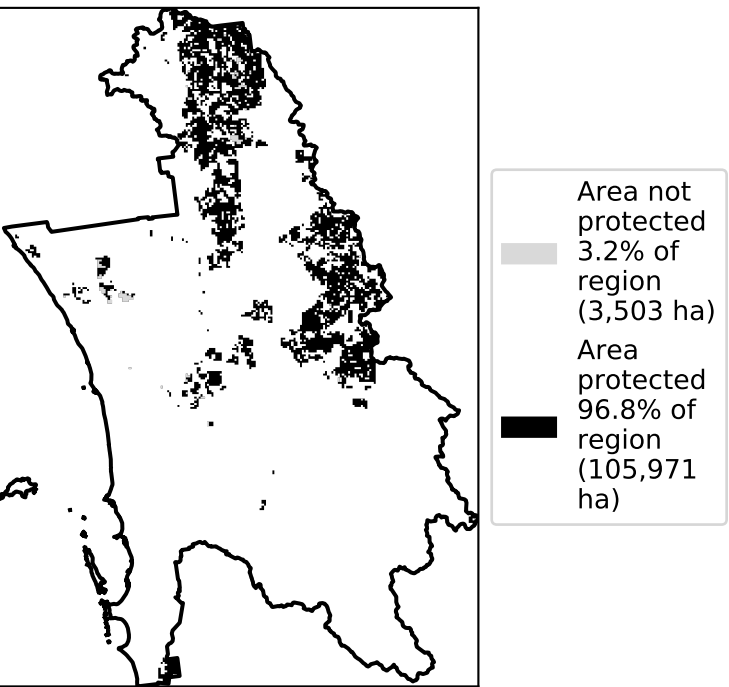 Area not
protected
3.2% of
region
(3,503 ha)
Area
protected
96.8% of
region
(105,971
ha)